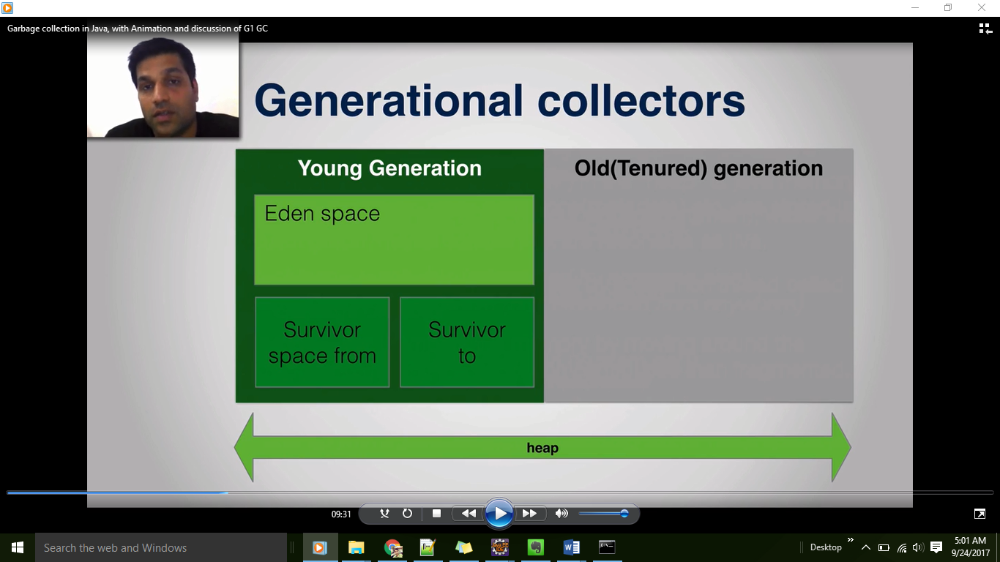 Garbage collection in Java, with Animation and discussion of G1 GC
Generational collectors
Young Generation
Old(Tenured) generation
Eden space
Survivor
space from
Survivor
to
heap
09:31
Search the web and Windows
Desktop
5:01 AM
9/24/2017